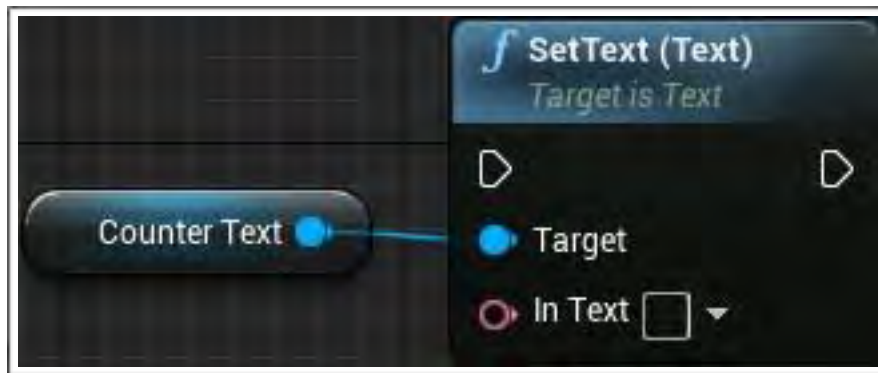 f SetText (Text)
Target is Text
Counter Text
Target
In Text